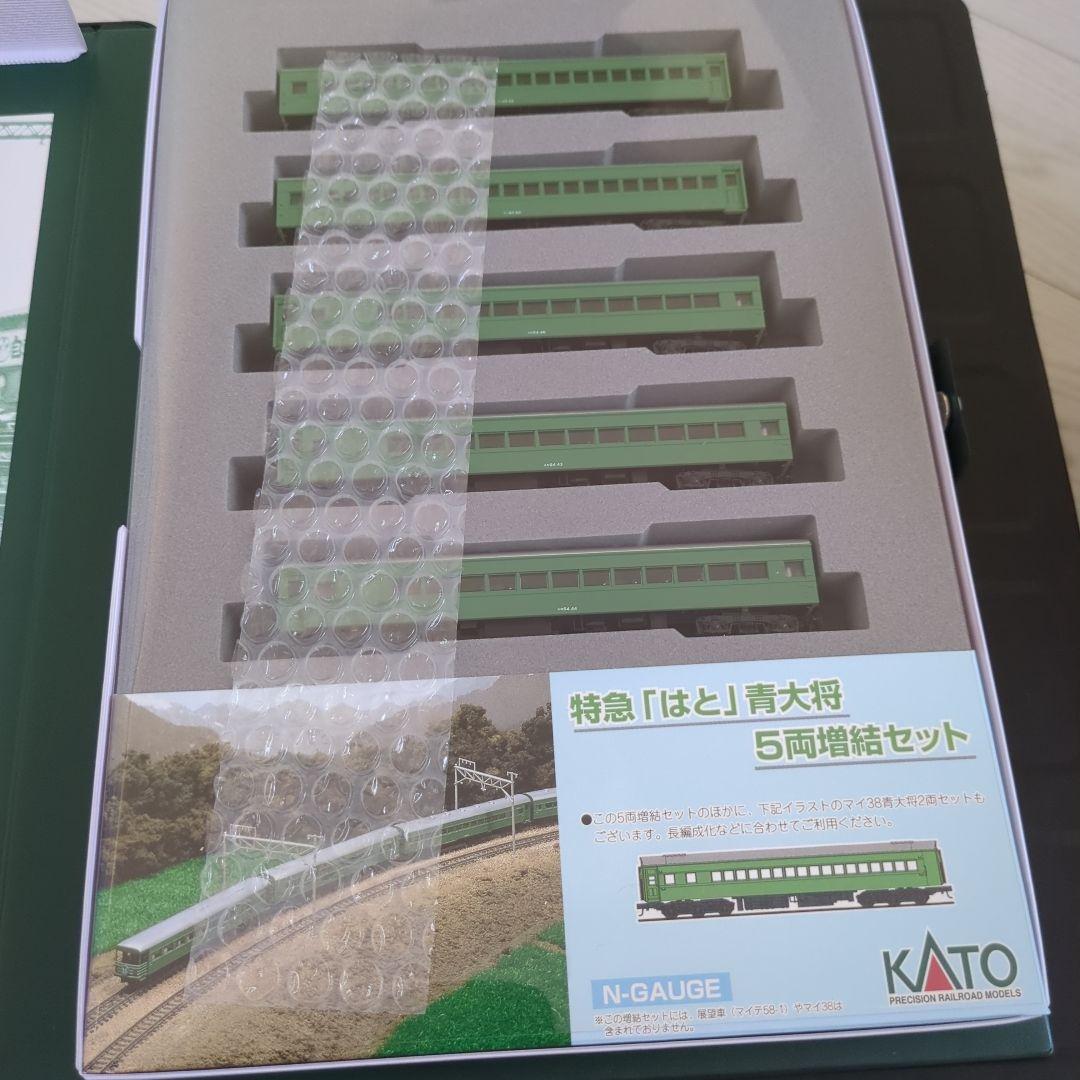 特急「はと」青大将
5両増結セット
●この5両増結セットのほかに、下記イラストのマイ38青大将2両セットも
ございます。長編成化などに合わせてご利用ください。
KATO
PRECISION RAILROAD MODELS
N-GAUGE
※この増結セットには、展望車（マイテ58-1）やマイ38は
含まれておりません。